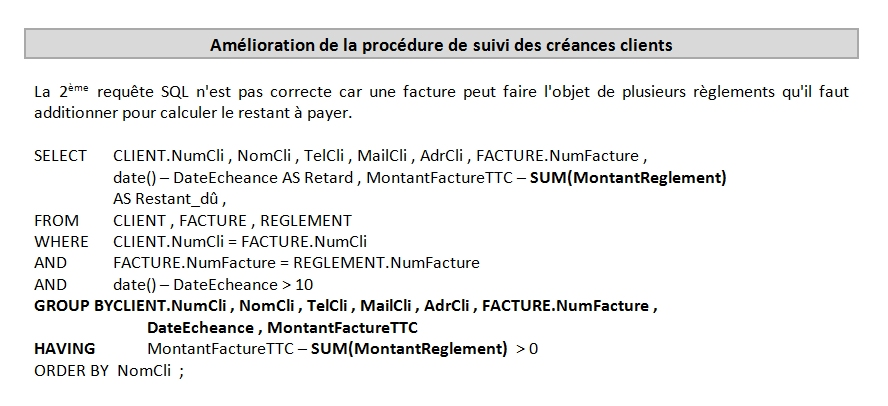 Amélioration de la procédure de suivi des créances clients
La 2ème requête SQL n'est pas correcte car une facture peut faire l'objet de plusieurs règlements qu'il faut
additionner pour calculer le restant à payer.
SELECT CLIENT.NumCli , NomCli , TelCli , MailCli , AdrCli , FACTURE.NumFacture ,
date() – DateEcheance AS Retard , MontantFactureTTC – SUM(MontantReglement)
AS Restant_dû ,
FROM CLIENT , FACTURE , REGLEMENT
WHERE CLIENT.NumCli = FACTURE.NumCli
AND FACTURE.NumFacture = REGLEMENT.NumFacture
AND date() – DateEcheance > 10
GROUP BYCLIENT.NumCli , NomCli , TelCli , MailCli , AdrCli , FACTURE.NumFacture ,
DateEcheance , MontantFactureTTC
HAVING MontantFactureTTC – SUM(MontantReglement) > 0
ORDER BY NomCli ;